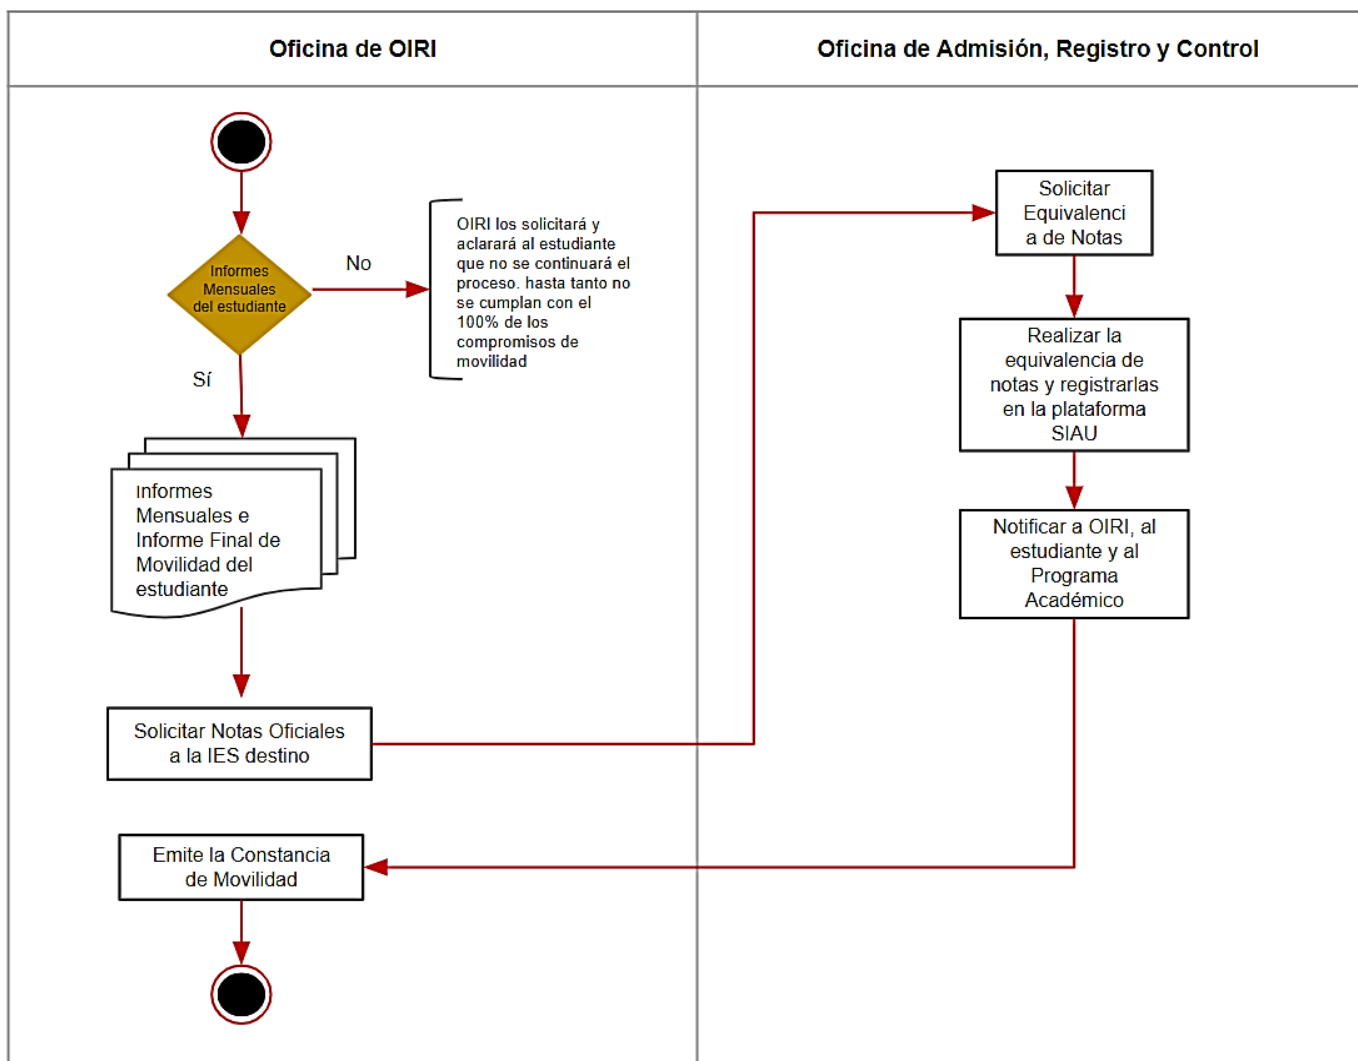 Oficina de OIRI
Oficina de Admisión, Registro y Control
Informes
Mensuales
del estudiante
No
OIRI los solicitará y
aclarará al estudiante
que no se continuará el
proceso. hasta tanto no
se cumplan con el
100% de los
compromisos de
movilidad
Sí
Informes
Mensuales e
Informe Final de
Movilidad del
estudiante
Solicitar Notas Oficiales
a la IES destino
Solicitar
Equivalenci
a de Notas
Realizar la
equivalencia de
notas y registrarlas
en la plataforma
SIAU
Notificar a OIRI, al
estudiante y al
Programa
Académico
Emite la Constancia
de Movilidad